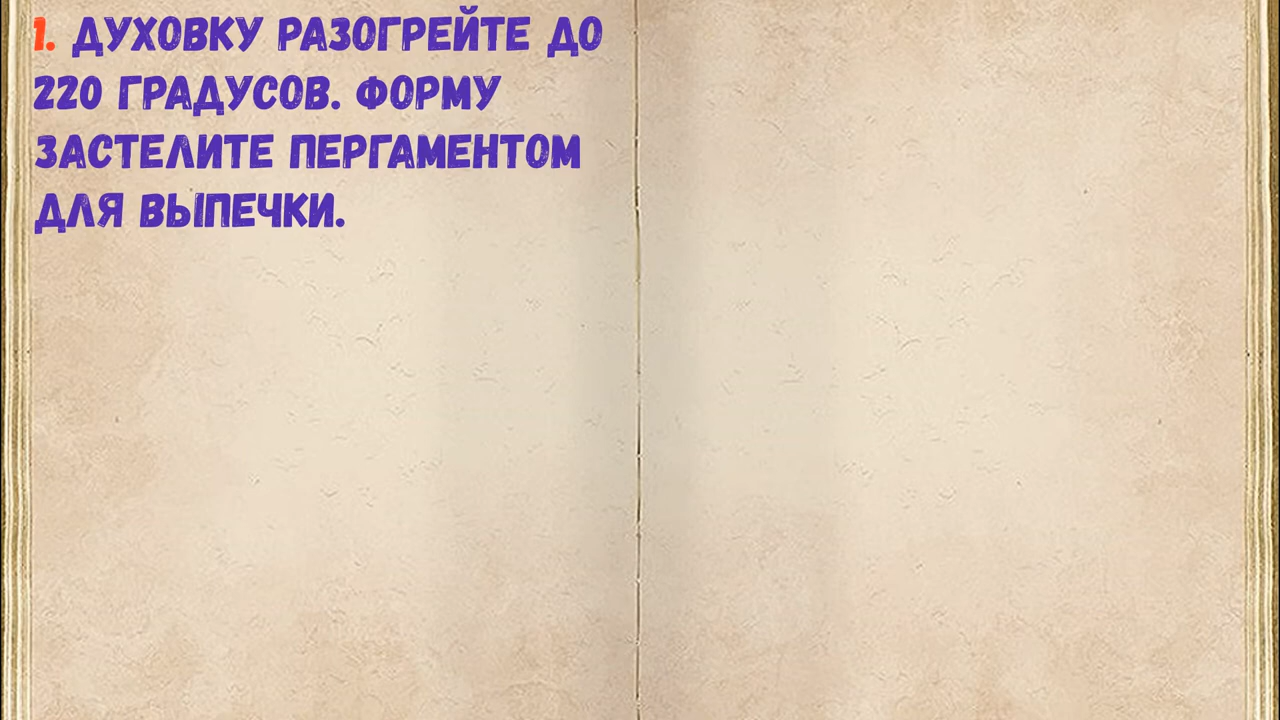 1. ДУХОВКУ РАЗОГРЕЙТЕ ДО
220 ГРАДУСОВ. ФОРМУ
ЗАСТЕЛИТЕ ПЕРГАМЕНТОМ
ДЛЯ ВЫПЕЧКИ.